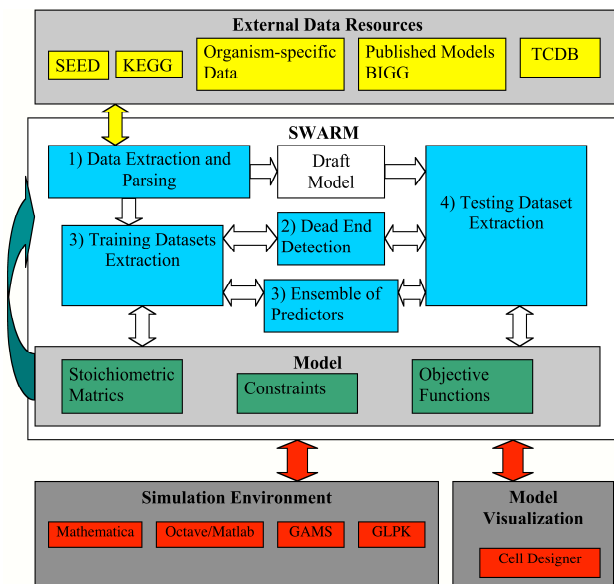 External Data Resources
SEED
KEGG
Organism-specific
Data
Published Models
BIGG
TCDB
SWARM
1) Data Extraction and
Parsing
Draft
Model
4) Testing Dataset
Extraction
3) Training Datasets
Extraction
2) Dead End
Detection
3) Ensemble of
Predictors
Model
Stoichiometric
Matrics
Constraints
Objective
Functions
Simulation Environment
Mathematica
Octave/Matlab
GAMS
GLPK
Model
Visualization
Cell Designer